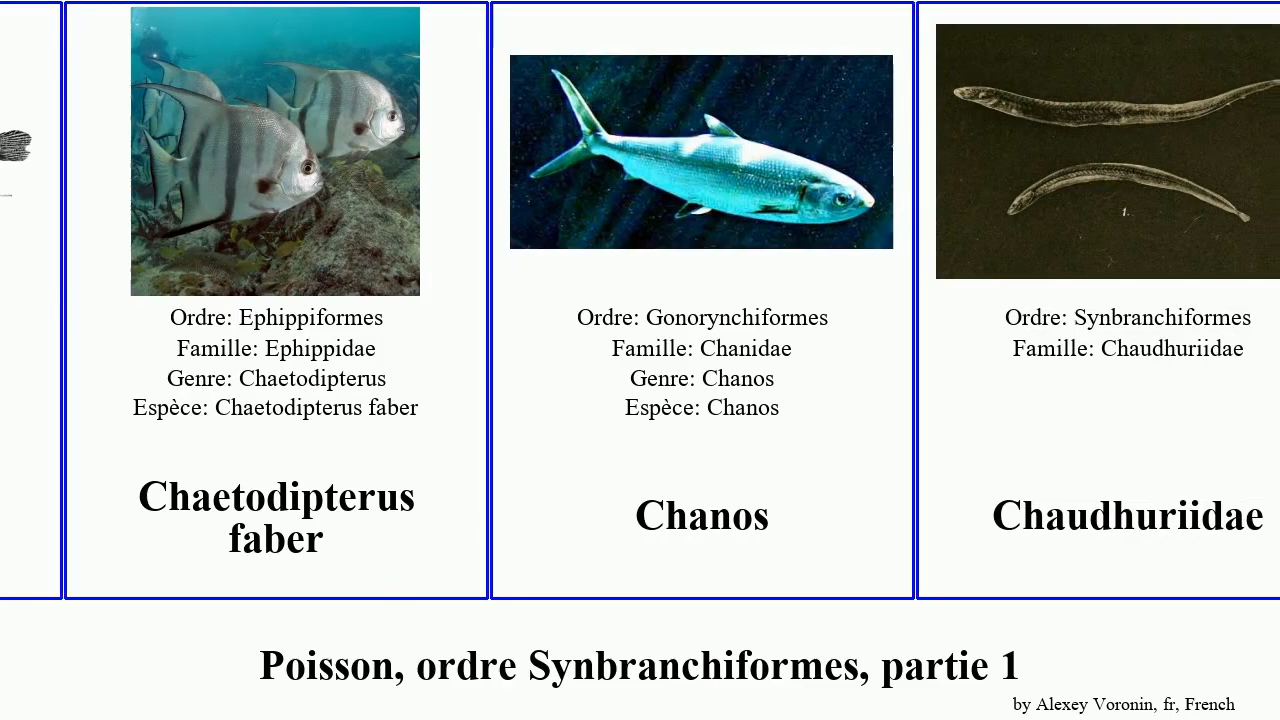 Ordre: Ephippiformes
Famille: Ephippidae
Genre: Chaetodipterus
Espèce: Chaetodipterus faber
Chaetodipterus
faber
Ordre: Gonorynchiformes
Famille: Chanidae
Genre: Chanos
Espèce: Chanos
Chanos
1.
Ordre: Synbranchiformes
Famille: Chaudhuriidae
Chaudhuriidae
Poisson, ordre Synbranchiformes, partie 1
by Alexey Voronin, fr, French